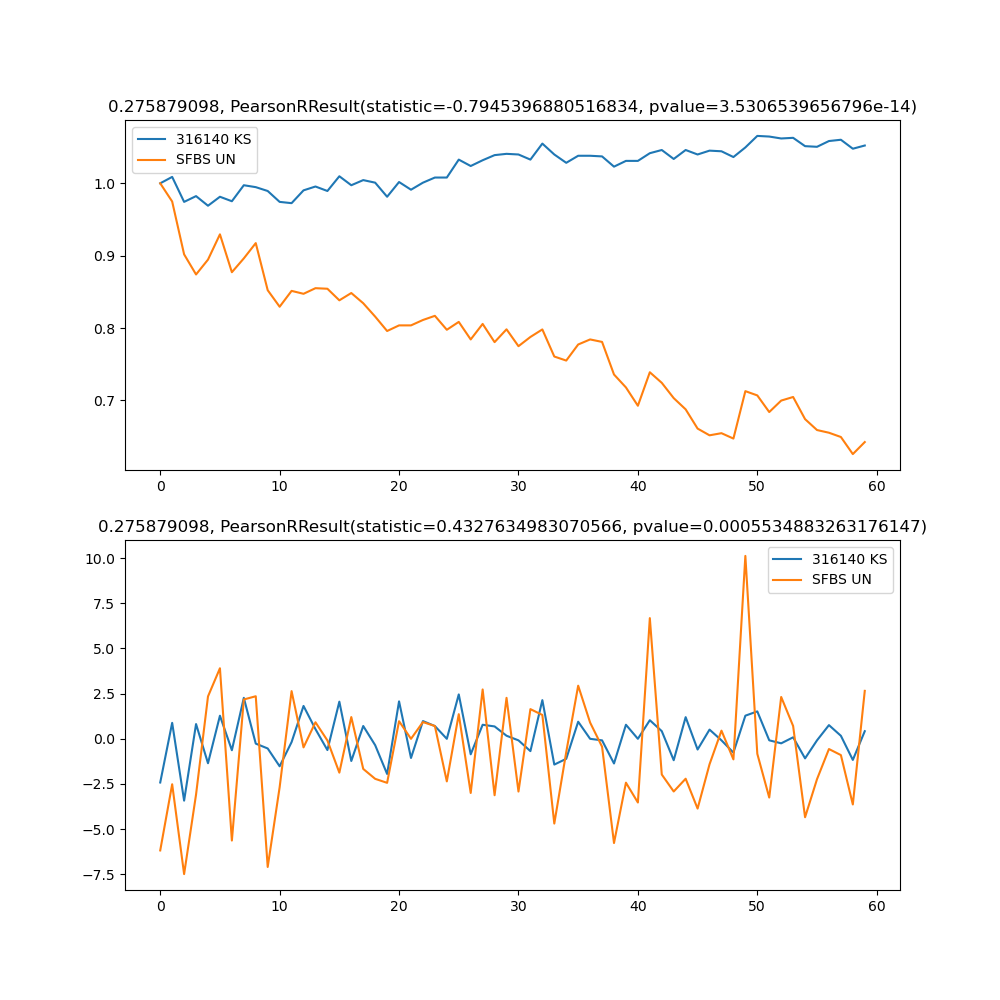 0.275879098, PearsonRResult(statistic=-0.7945396880516834, pvalue=3.5306539656796e-14)
316140 KS
SFBS UN
1.0
0.9
0.8
0.7
0 10 20 30 40 50 60
0.275879098, PearsonRResult(statistic=0.4327634983070566, pvalue=0.0005534883263176147)
316140 KS
SFBS UN
10.0
7.5
5.0
2.5
0.0
−2.5
−5.0
−7.5
0 10 20 30 40 50 60